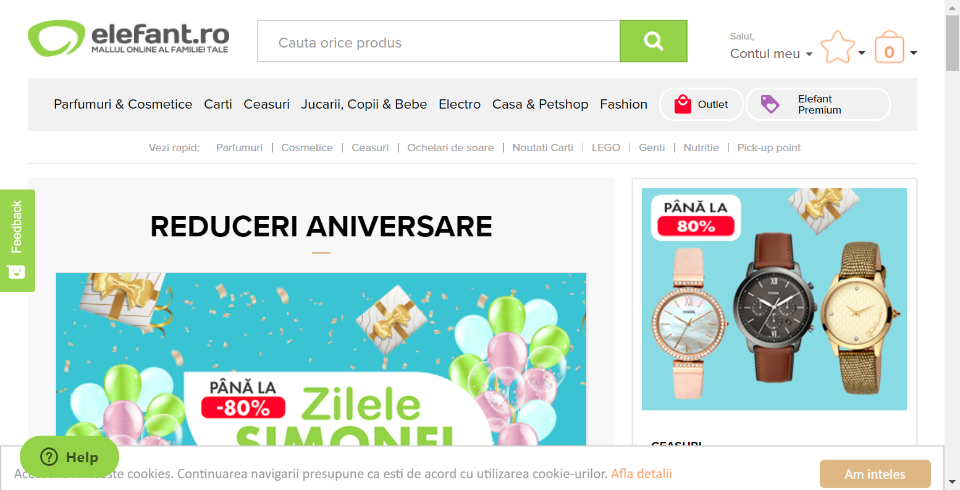 elefant.ro
MALLUL ONLINE AL FAMILIEI TALE
Cauta orice produs
Salut,
Contul meu
0
Parfumuri & Cosmetice Carti Ceasuri Jucarii, Copii & Bebe Electro Casa & Petshop Fashion Outlet Elefant
Premium
Vezi rapid: Parfumuri | Cosmetice | Ceasuri | Ochelari de soare | Noutati Carti | LEGO | Genti | Nutritie | Pick-up point
Feedback
REDUCERI ANIVERSARE
PÂNĂ LA
-80%
Zilele
SIMONEI
PÂNĂ LA
80%
FOSSIL
CEASURI
Help
cookies. Continuarea navigarii presupune ca esti de acord cu utilizarea cookie-urilor. Afla detalii
Am inteles